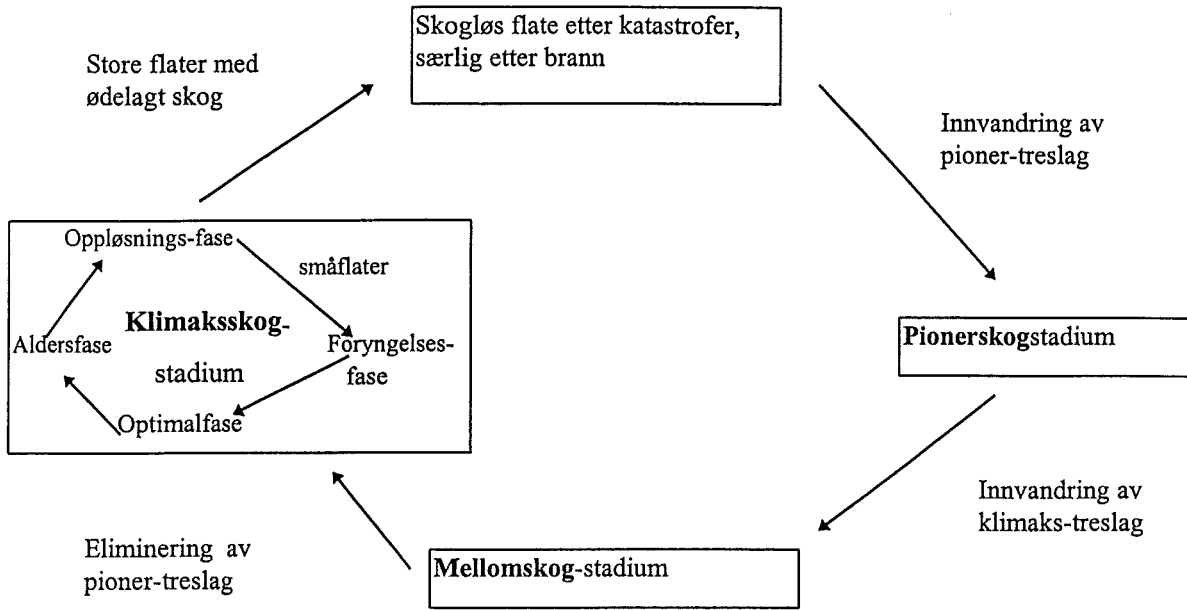 Skogløs flate etter katastrofer,
særlig etter brann
Store flater med
ødelagt skog
Innvandring av
pioner-treslag
Oppløsnings-fase
småflater
Klimaksskog-
stadium
Aldersfase
Foryngelses-
fase
Optimalfase
Pionerskogstadium
Innvandring av
klimaks-treslag
Eliminering av
pioner-treslag
Mellomskog-stadium